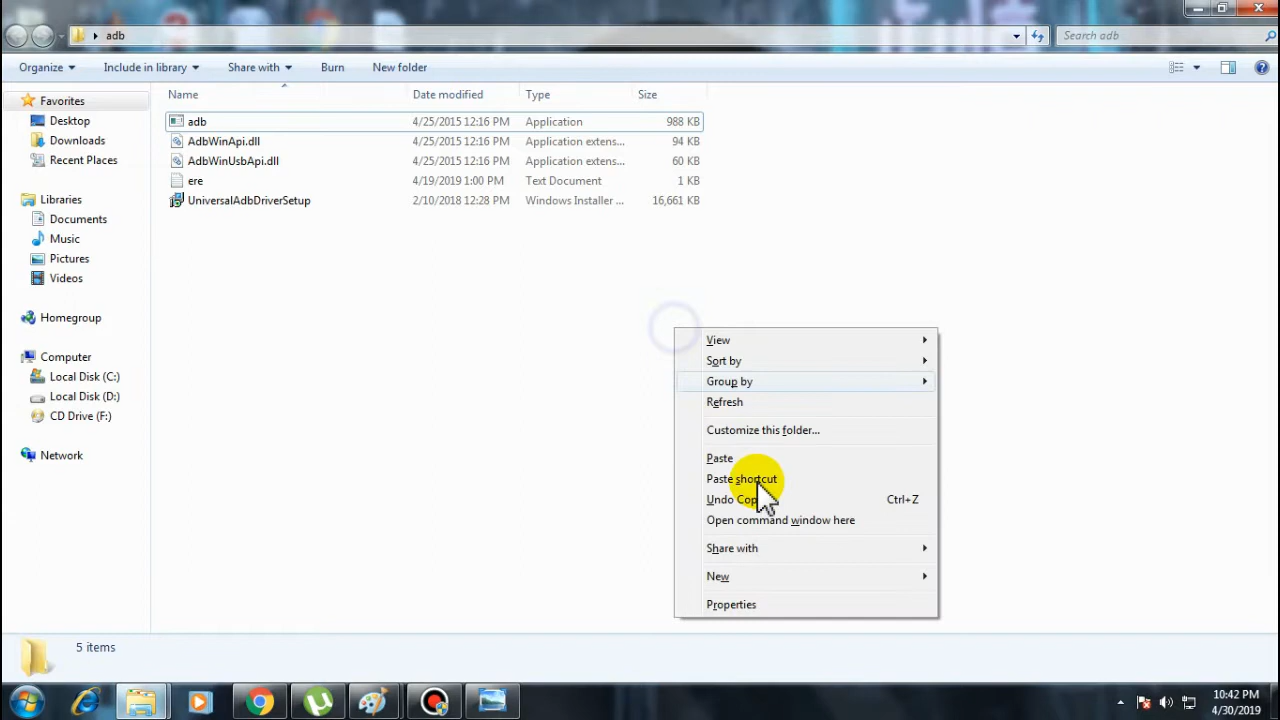 adb
Search adb
Organize
Include in library
Share with
Burn
New folder
Name
Date modified
Type
Size
Favorites
Desktop
Downloads
Recent Places
Libraries
Documents
Music
Pictures
Videos
Homegroup
Computer
Local Disk (C:)
Local Disk (D:)
CD Drive (F:)
Network
adb 4/25/2015 12:16 PM Application 988 KB
AdbWinApi.dll 4/25/2015 12:16 PM Application extens... 94 KB
AdbWinUsbApi.dll 4/25/2015 12:16 PM Application extens... 60 KB
ere 4/19/2019 1:00 PM Text Document 1 KB
UniversalAdbDriverSetup 2/10/2018 12:28 PM Windows Installer ... 16,661 KB
View
Sort by
Group by
Refresh
Customize this folder...
Paste
Paste shortcut
Undo Ctrl+Z
Open command window here
Share with
New
Properties
5 items
10:42 PM
4/30/2019